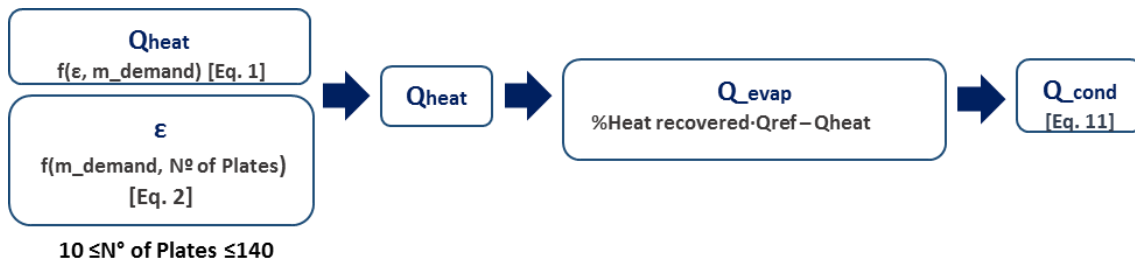 Qheat
f(ε, m_demand) [Eq. 1]
ε
f(m_demand, Nº of Plates)
[Eq. 2]
10 ≤N° of Plates ≤140
Qheat
Q_evap
%Heat recovered·Qref – Qheat
Q_cond
[Eq. 11]